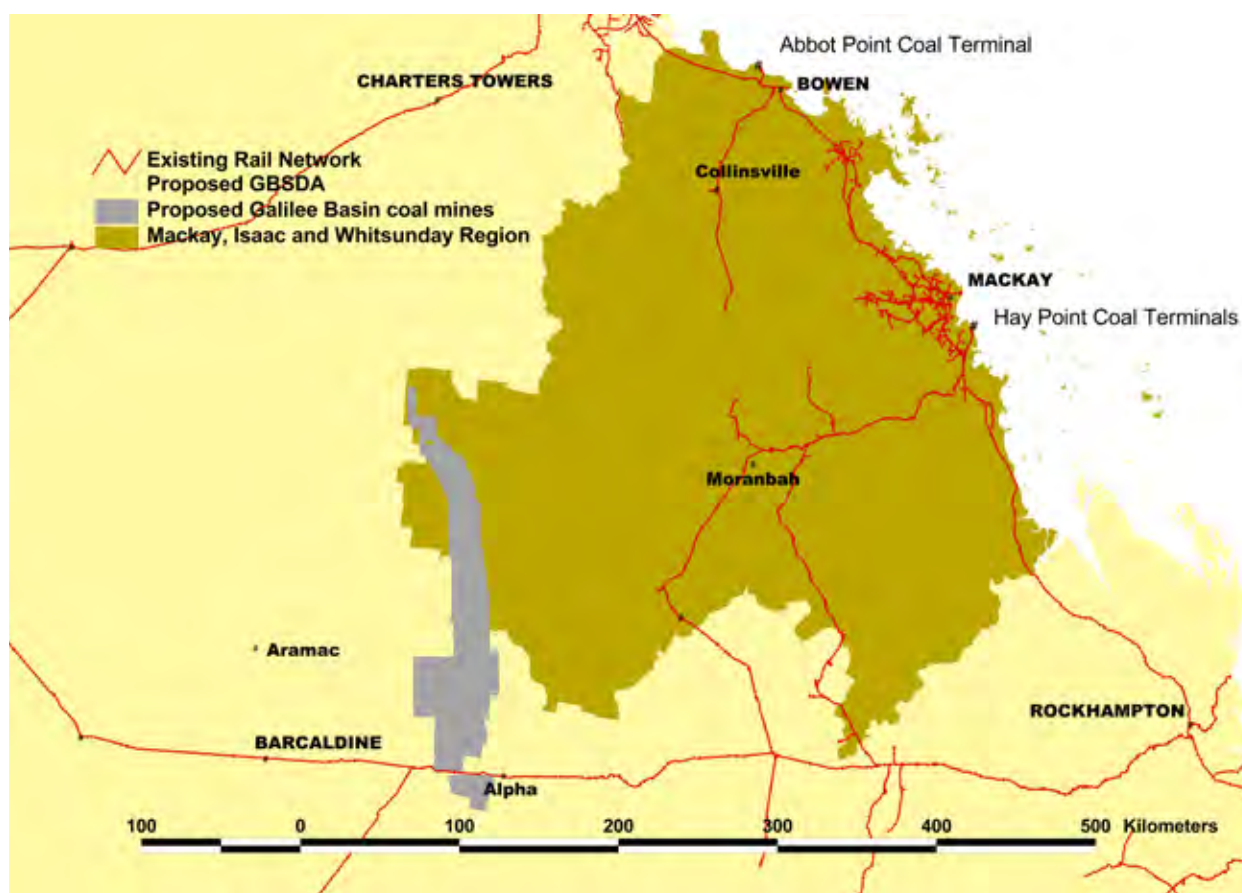 Abbot Point Coal Terminal
CHARTERS TOWERS
BOWEN
Existing Rail Network
Proposed GBSDA
Proposed Galilee Basin coal mines
Mackay, Isaac and Whitsunday Region
Collinsville
MACKAY
Hay Point Coal Terminals
Moranbah
Aramac
ROCKHAMPTON
BARCALDINE
Alpha
100 0 100 200 300 400 500 Kilometers